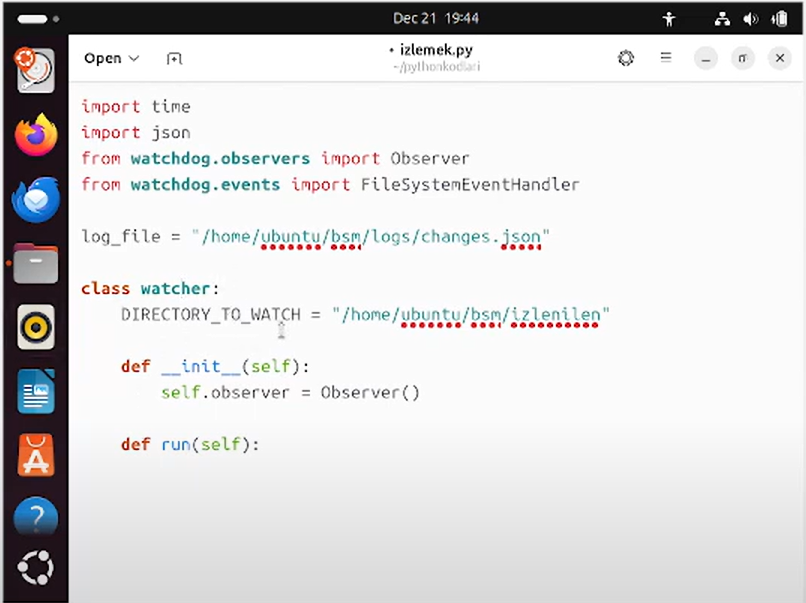 Dec 21 19:44
Open
• izlemek.py
~/pythonkodlari
import time
import json
from watchdog.observers import Observer
from watchdog.events import FileSystemEventHandler
log_file = "/home/ubuntu/bsm/logs/changes.json"
class watcher:
DIRECTORY_TO_WATCH = "/home/ubuntu/bsm/izlenilen"
def __init__(self):
self.observer = Observer()
def run(self):